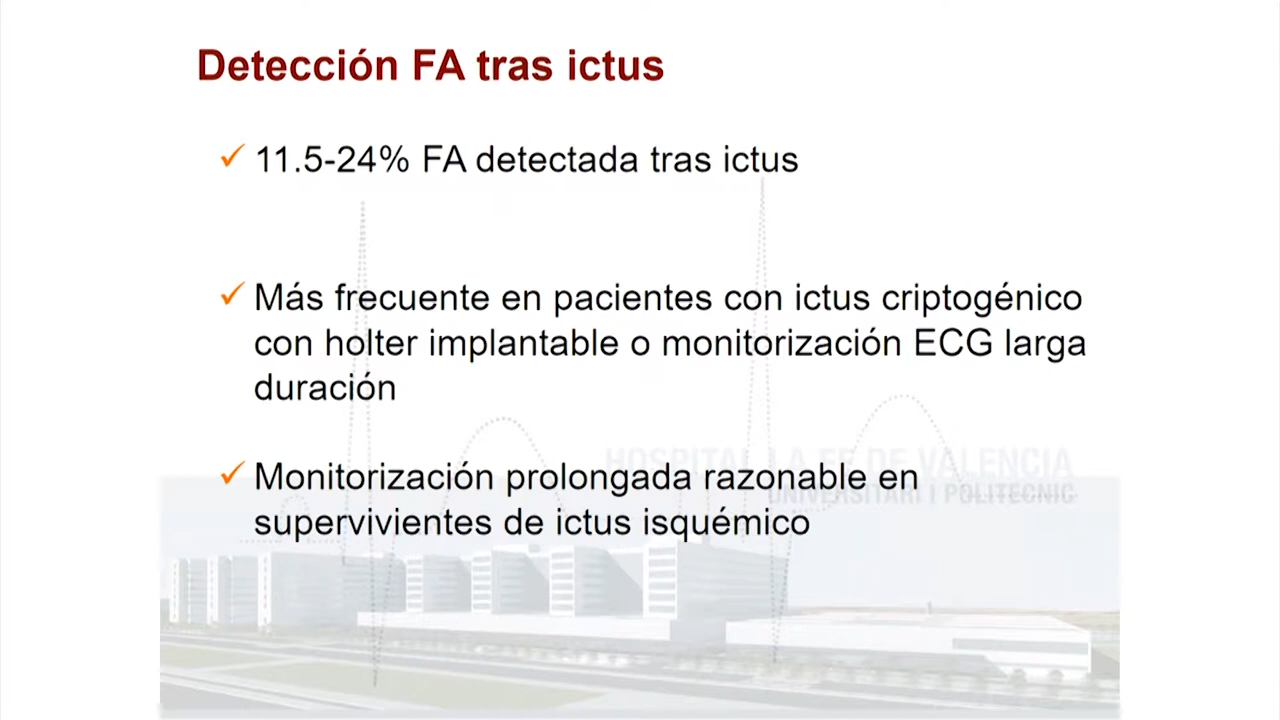 Detección FA tras ictus
11.5-24% FA detectada tras ictus
Más frecuente en pacientes con ictus criptogénico
con holter implantable o monitorización ECG larga
duración
HOSPITAL LA FE DE VALENCIA
Monitorización prolongada razonable en
UNIVERSITARI I POLITECNIC
supervivientes de ictus isquémico